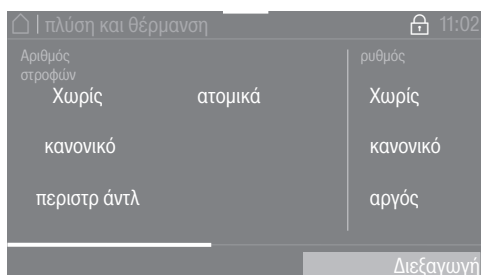 | πλύση και θέρμανση 11:02
Αριθμός
στροφών
Χωρίς ατομικά
κανονικό
περιστρ άντλ
ρυθμός
Χωρίς
κανονικό
αργός
Διεξαγωγή